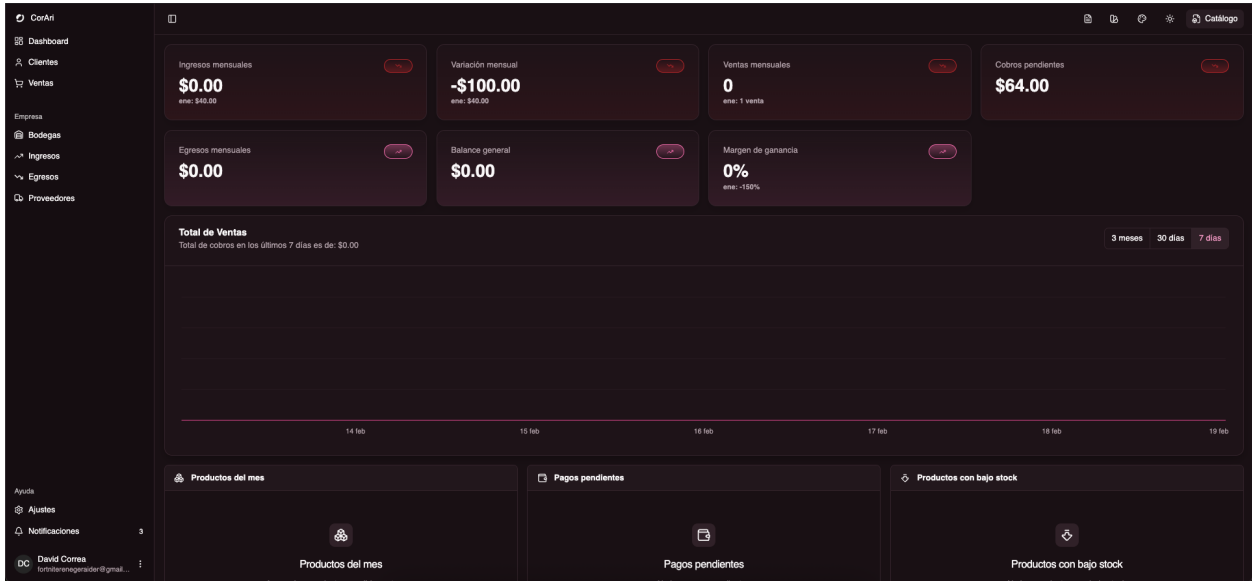 CorAri
Catálogo
Dashboard
Clientes
Ventas
Empresa
Bodegas
Ingresos
Egresos
Proveedores
Ingresos mensuales
$0.00
ene: $40.00
Variación mensual
-$100.00
ene: $40.00
Ventas mensuales
0
ene: 1 venta
Cobros pendientes
$64.00
Egresos mensuales
$0.00
Balance general
$0.00
Margen de ganancia
0%
ene: -150%
Total de Ventas
Total de cobros en los últimos 7 días es de: $0.00
3 meses 30 días 7 días
14 feb 15 feb 16 feb 17 feb 18 feb 19 feb
Productos del mes
Productos del mes
Pagos pendientes
Pagos pendientes
Productos con bajo stock
Productos con bajo stock
Ayuda
Ajustes
Notificaciones 3
DC David Correa
fortniterenegeraider@gmail...